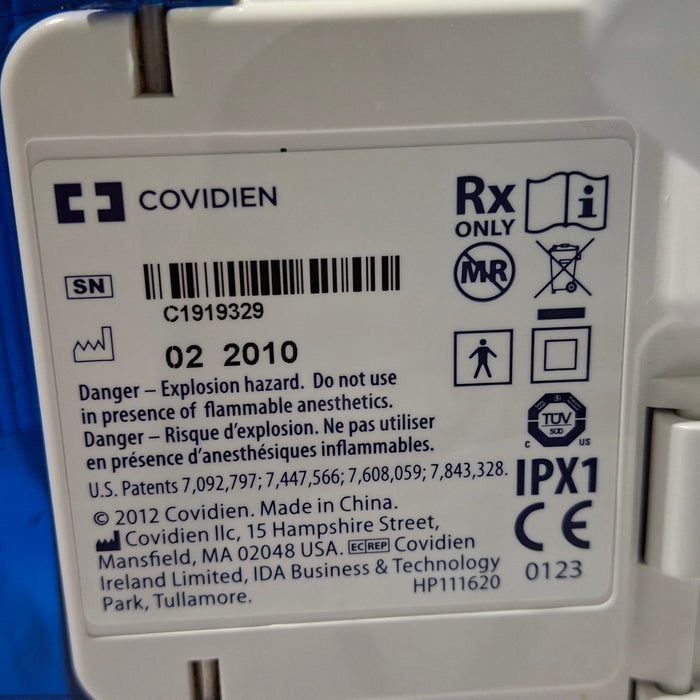 COVIDIEN
Rx
ONLY
i
SN
C1919329
MR
02 2010
Danger – Explosion hazard. Do not use
in presence of flammable anesthetics.
Danger – Risque d'explosion. Ne pas utiliser
en présence d'anesthésiques inflammables.
U.S. Patents 7,092,797; 7,447,566; 7,608,059; 7,843,328.
© 2012 Covidien. Made in China.
Covidien llc, 15 Hampshire Street,
Mansfield, MA 02048 USA. EC REP Covidien
Ireland Limited, IDA Business & Technology
Park, Tullamore.
HP111620
TÜV
SÜD
C US
IPX1
CE
0123